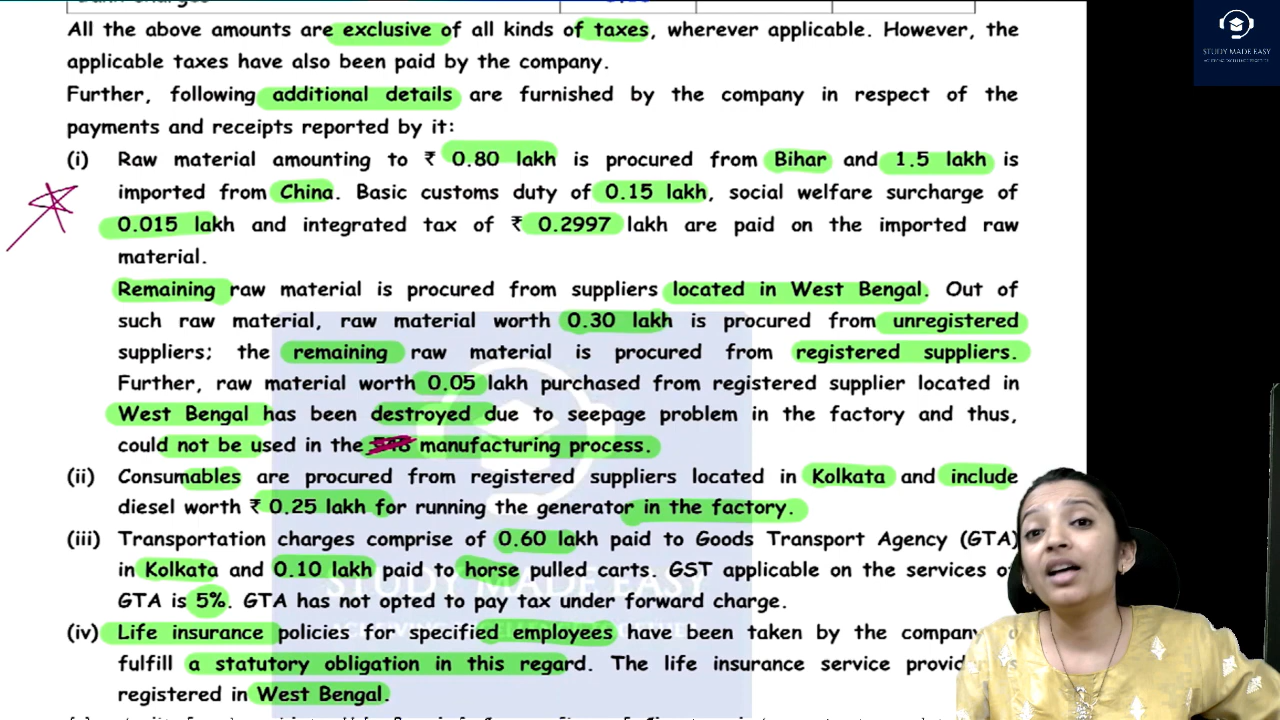 All the above amounts are exclusive of all kinds of taxes, wherever applicable. However, the
applicable taxes have also been paid by the company.
Further, following additional details are furnished by the company in respect of the
payments and receipts reported by it:
(i) Raw material amounting to ₹ 0.80 lakh is procured from Bihar and 1.5 lakh is
imported from China. Basic customs duty of 0.15 lakh, social welfare surcharge of
0.015 lakh and integrated tax of ₹ 0.2997 lakh are paid on the imported raw
material.
Remaining raw material is procured from suppliers located in West Bengal. Out of
such raw material, raw material worth 0.30 lakh is procured from unregistered
suppliers; the remaining raw material is procured from registered suppliers.
Further, raw material worth 0.05 lakh purchased from registered supplier located in
West Bengal has been destroyed due to seepage problem in the factory and thus,
could not be used in the manufacturing process.
(ii) Consumables are procured from registered suppliers located in Kolkata and include
diesel worth ₹ 0.25 lakh for running the generator in the factory.
(iii) Transportation charges comprise of 0.60 lakh paid to Goods Transport Agency (GTA)
in Kolkata and 0.10 lakh paid to horse pulled carts. GST applicable on the services
GTA is 5%. GTA has not opted to pay tax under forward charge.
(iv) Life insurance policies for specified employees have been taken by the company
fulfill a statutory obligation in this regard. The life insurance service
registered in West Bengal.
STUDY MADE EASY
STUDY MADE EASY